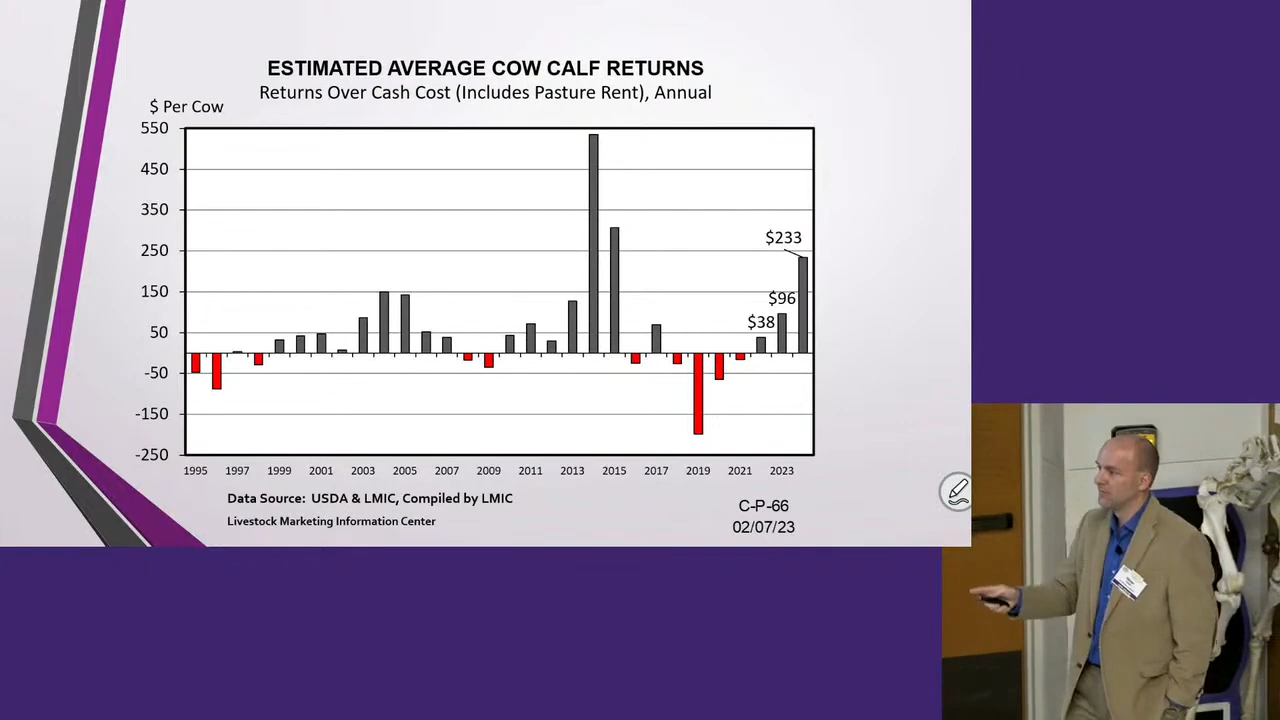 ESTIMATED AVERAGE COW CALF RETURNS
Returns Over Cash Cost (Includes Pasture Rent), Annual
$ Per Cow
550
450
350
250
150
50
-50
-150
-250
$38
$96
$233
1995 1997 1999 2001 2003 2005 2007 2009 2011 2013 2015 2017 2019 2021 2023
Data Source: USDA & LMIC, Compiled by LMIC
Livestock Marketing Information Center
C-P-66
02/07/23